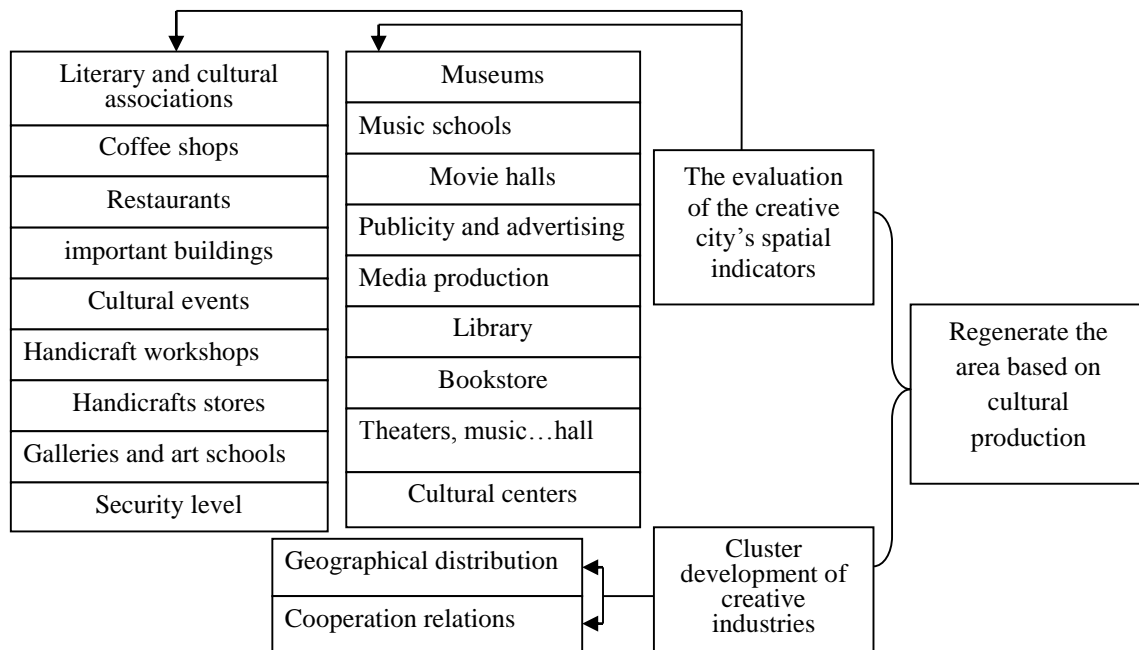 Literary and cultural
associations
Coffee shops
Restaurants
important buildings
Cultural events
Handicraft workshops
Handicrafts stores
Galleries and art schools
Security level
Museums
Music schools
Movie halls
Publicity and advertising
Media production
Library
Bookstore
Theaters, music…hall
Cultural centers
The evaluation
of the creative
city’s spatial
indicators
Regenerate the
area based on
cultural
production
Geographical distribution
Cooperation relations
Cluster
development of
creative
industries